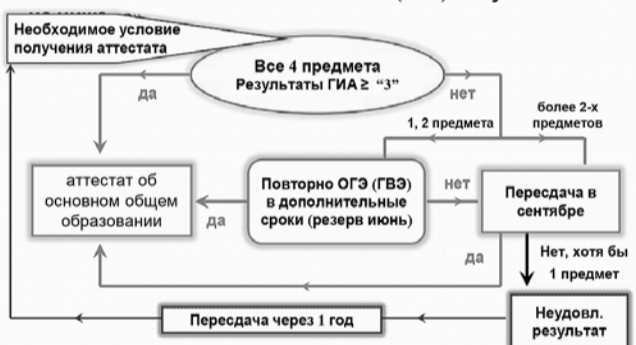 Необходимое условие
получения аттестата
Все 4 предмета
Результаты ГИА ≥ “3”
да
нет
более 2-х
предметов
1, 2 предмета
аттестат об
основном общем
образовании
Повторно ОГЭ (ГВЭ)
в дополнительные
сроки (резерв июнь)
нет
да
Пересдача в
сентябре
да
Нет, хотя бы
1 предмет
Пересдача через 1 год
Неудовл.
результат